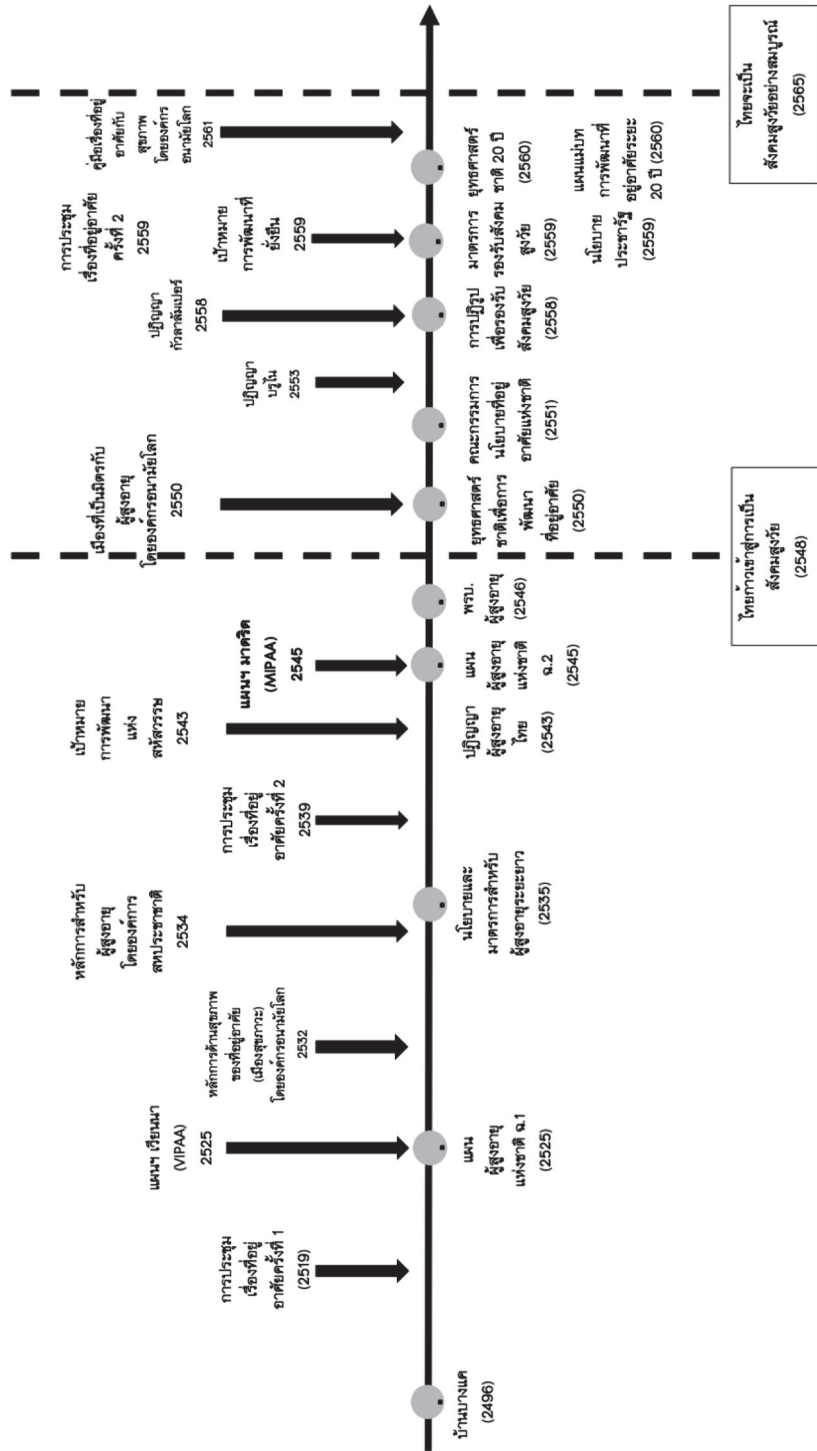 การประชุม
เรื่องที่อยู่
อาศัยครั้งที่ 1
(2519)
แผนฯ เวียนนา
(VIPAA)
2525
หลักการด้านสุขภาพ
ของที่อยู่อาศัย
(เมืองสุขภาวะ)
โดยองค์กรอนามัยโลก
2532
หลักการสำหรับ
ผู้สูงอายุ
โดยองค์การ
สหประชาชาติ
2534
การประชุม
เรื่องที่อยู่
อาศัยครั้งที่ 2
2539
เป้าหมาย
การพัฒนา
แห่ง
สหัสวรรษ
2543
แผนฯ มาดริด
(MIPAA)
2545
เมืองที่เป็นมิตรกับ
ผู้สูงอายุ
โดยองค์กรอนามัยโลก
2550
ปฏิญญา
บรูไน
2553
ปฏิญญา
กัวลาลัมเปอร์
2558
การประชุม
เรื่องที่อยู่อาศัย
ครั้งที่ 2
2559
เป้าหมาย
การพัฒนาที่
ยั่งยืน
2559
คู่มือเรื่องที่อยู่
อาศัยกับ
สุขภาพ
โดยองค์กร
อนามัยโลก
2561
บ้านบางแค
(2496)
แผน
ผู้สูงอายุ
แห่งชาติ ฉ.1
(2525)
นโยบายและ
มาตรการสำหรับ
ผู้สูงอายุระยะยาว
(2535)
ปฏิญญา
ผู้สูงอายุ
ไทย
(2543)
แผน
ผู้สูงอายุ
แห่งชาติ
ฉ.2
(2545)
พรบ.
ผู้สูงอายุ
(2546)
ยุทธศาสตร์
ชาติเพื่อการ
พัฒนา
ที่อยู่อาศัย
(2550)
คณะกรรมการ
นโยบายที่อยู่
อาศัยแห่งชาติ
(2551)
การปฏิรูป
เพื่อรองรับ
สังคมสูงวัย
(2558)
มาตรการ
รองรับสังคม
สูงวัย
(2559)
นโยบาย
ประชารัฐ
(2559)
ยุทธศาสตร์
ชาติ 20 ปี
(2560)
แผนแม่บท
การพัฒนาที่
อยู่อาศัยระยะ
20 ปี (2560)
ไทยก้าวเข้าสู่การเป็น
สังคมสูงวัย
(2548)
ไทยจะเป็น
สังคมสูงวัยอย่างสมบูรณ์
(2565)